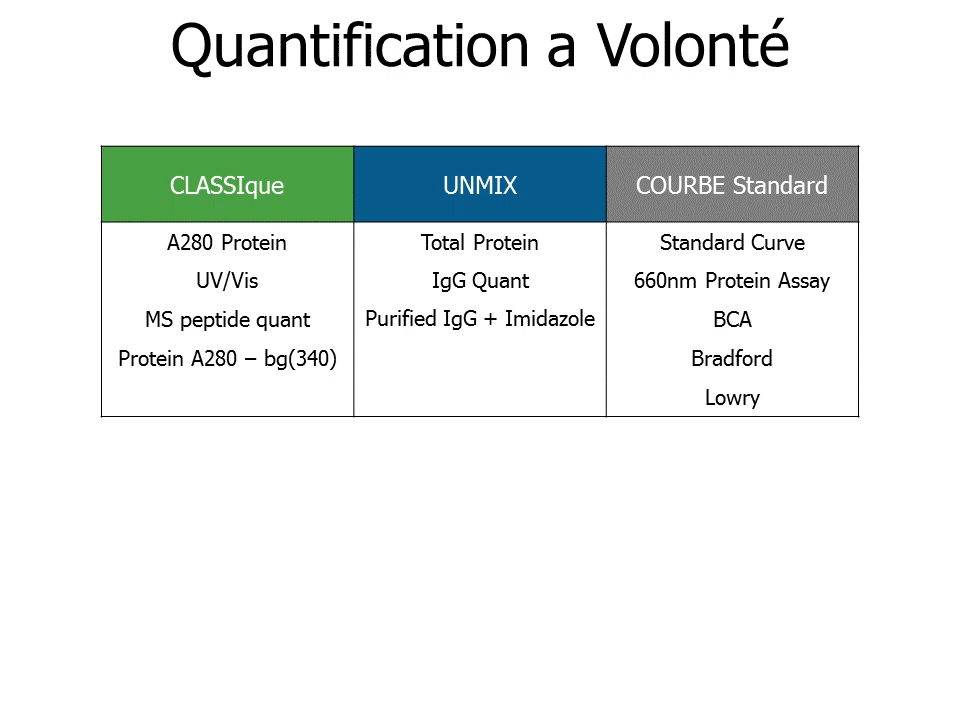 Quantification a Volonté
CLASSIque
UNMIX
COURBE Standard
A280 Protein
UV/Vis
MS peptide quant
Protein A280 – bg(340)
Total Protein
IgG Quant
Purified IgG + Imidazole
Standard Curve
660nm Protein Assay
BCA
Bradford
Lowry